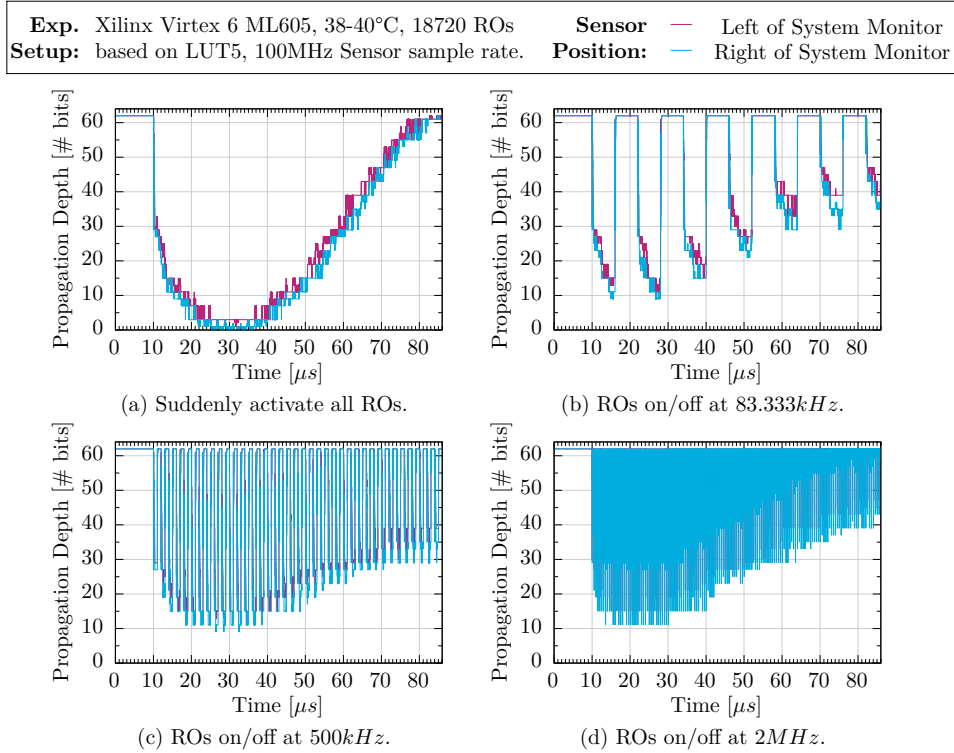 Exp. Xilinx Virtex 6 ML605, 38-40°C, 18720 ROs Sensor — Left of System Monitor
Setup: based on LUT5, 100MHz Sensor sample rate. Position: — Right of System Monitor
Propagation Depth [# bits]
60
50
40
30
20
10
0
0 10 20 30 40 50 60 70 80
Time [μs]
(a) Suddenly activate all ROs.
Propagation Depth [# bits]
60
50
40
30
20
10
0
0 10 20 30 40 50 60 70 80
Time [μs]
(b) ROs on/off at 83.333kHz.
Propagation Depth [# bits]
60
50
40
30
20
10
0
0 10 20 30 40 50 60 70 80
Time [μs]
(c) ROs on/off at 500kHz.
Propagation Depth [# bits]
60
50
40
30
20
10
0
0 10 20 30 40 50 60 70 80
Time [μs]
(d) ROs on/off at 2MHz.